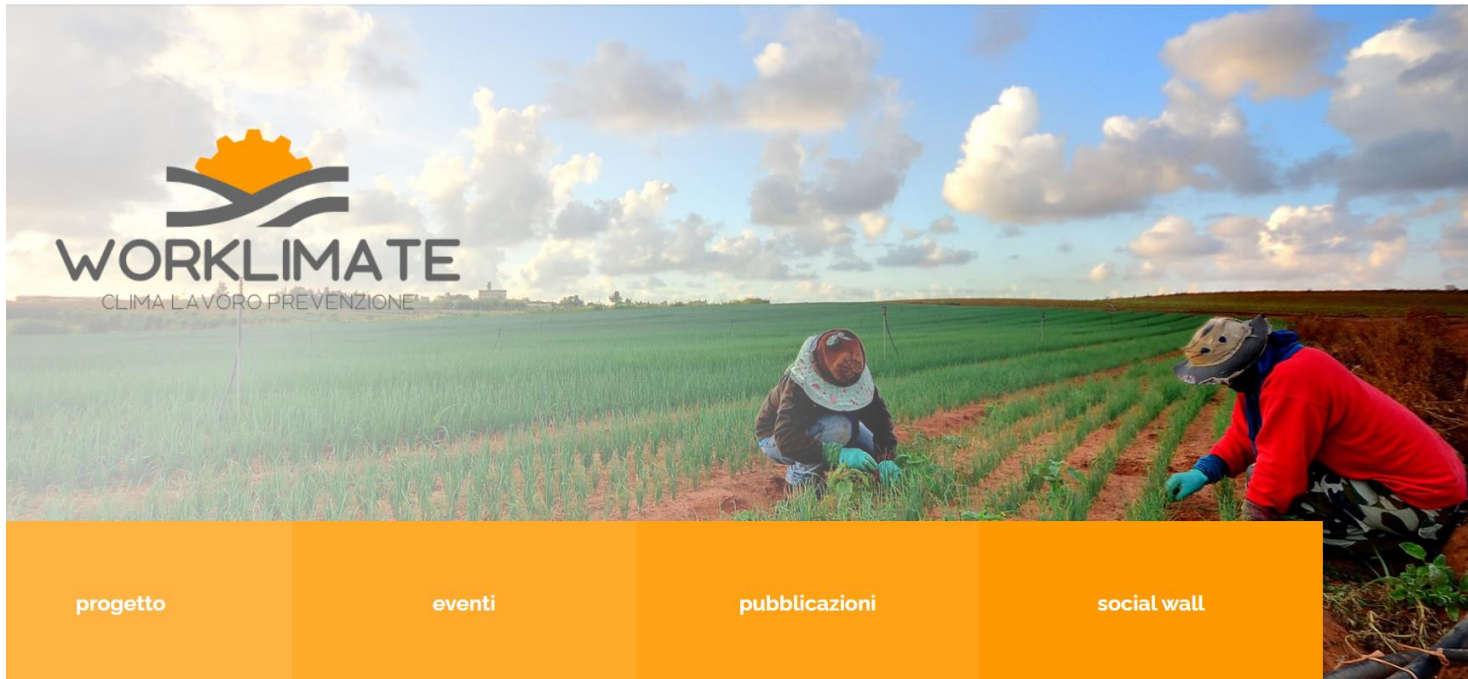 WORKLIMATE
CLIMA LAVORO PREVENZIONE
progetto
eventi
pubblicazioni
social wall